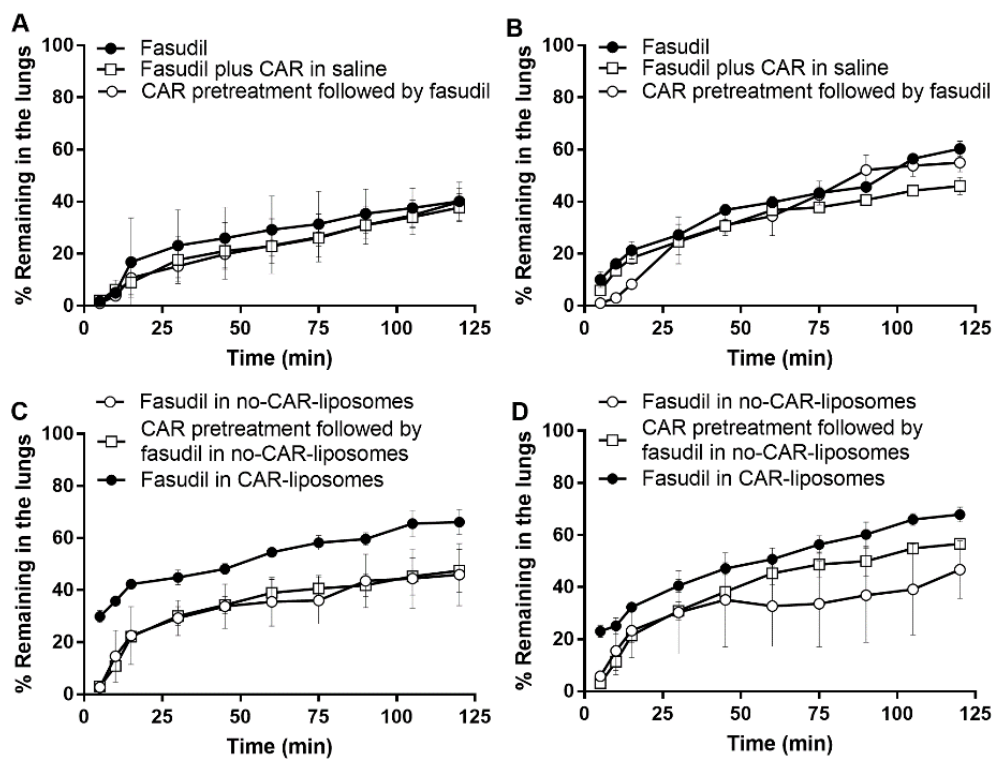 A
100
80
60
40
20
0
% Remaining in the lungs
Fasudil
Fasudil plus CAR in saline
CAR pretreatment followed by fasudil
0 25 50 75 100 125
Time (min)
B
100
80
60
40
20
0
% Remaining in the lungs
Fasudil
Fasudil plus CAR in saline
CAR pretreatment followed by fasudil
0 25 50 75 100 125
Time (min)
C
Fasudil in no-CAR-liposomes
CAR pretreatment followed by
fasudil in no-CAR-liposomes
Fasudil in CAR-liposomes
100
80
60
40
20
0
% Remaining in the lungs
0 25 50 75 100 125
Time (min)
D
Fasudil in no-CAR-liposomes
CAR pretreatment followed by
fasudil in no-CAR-liposomes
Fasudil in CAR-liposomes
100
80
60
40
20
0
% Remaining in the lungs
0 25 50 75 100 125
Time (min)